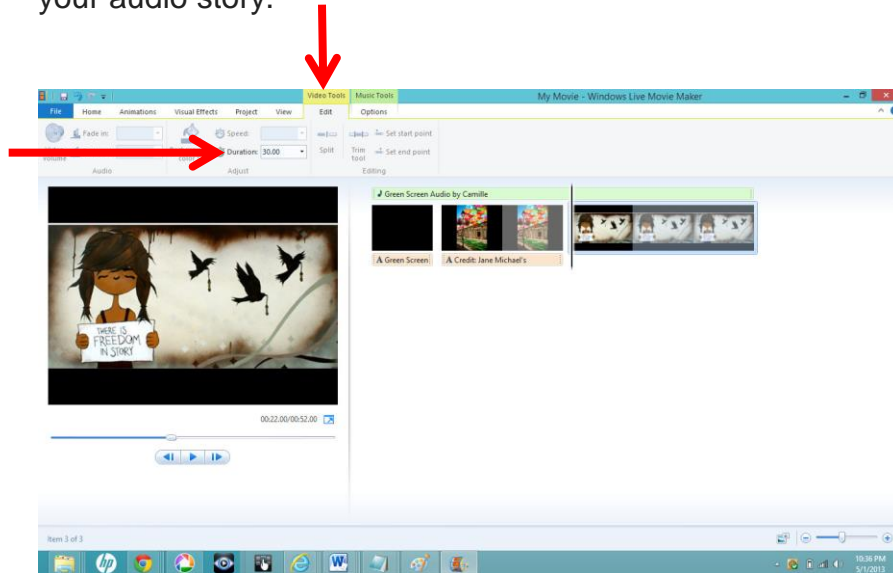 your audio story.
Video Tools
Music Tools
My Movie - Windows Live Movie Maker
File
Home
Animations
Visual Effects
Project
View
Edit
Options
Fade in:
Speed:
Duration: 30.00
Split
Trim tool
Set start point
Set end point
Audio
Adjust
Editing
Green Screen Audio by Camille
A Green Screen
A Credit: Jane Michael's
THERE IS
FREEDOM
IN STORY
00:22.00/00:52.00
Item 3 of 3
hp
W
10:36 PM
5/1/2013